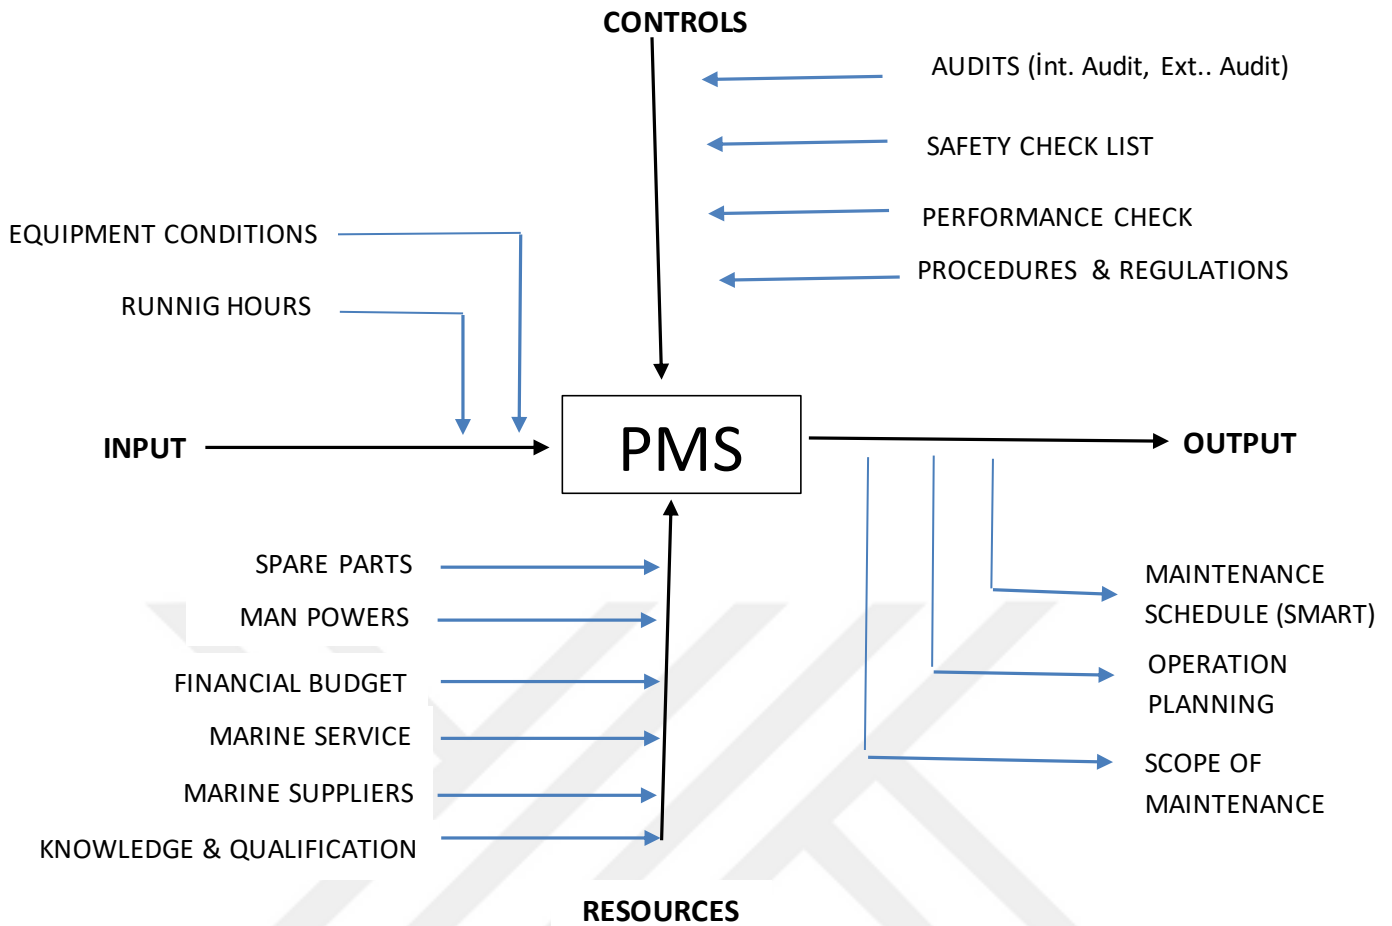 CONTROLS
AUDITS (İnt. Audit, Ext.. Audit)
SAFETY CHECK LIST
PERFORMANCE CHECK
PROCEDURES & REGULATIONS
EQUIPMENT CONDITIONS
RUNNIG HOURS
INPUT
PMS
OUTPUT
SPARE PARTS
MAN POWERS
FINANCIAL BUDGET
MARINE SERVICE
MARINE SUPPLIERS
KNOWLEDGE & QUALIFICATION
MAINTENANCE
SCHEDULE (SMART)
OPERATION
PLANNING
SCOPE OF
MAINTENANCE
RESOURCES